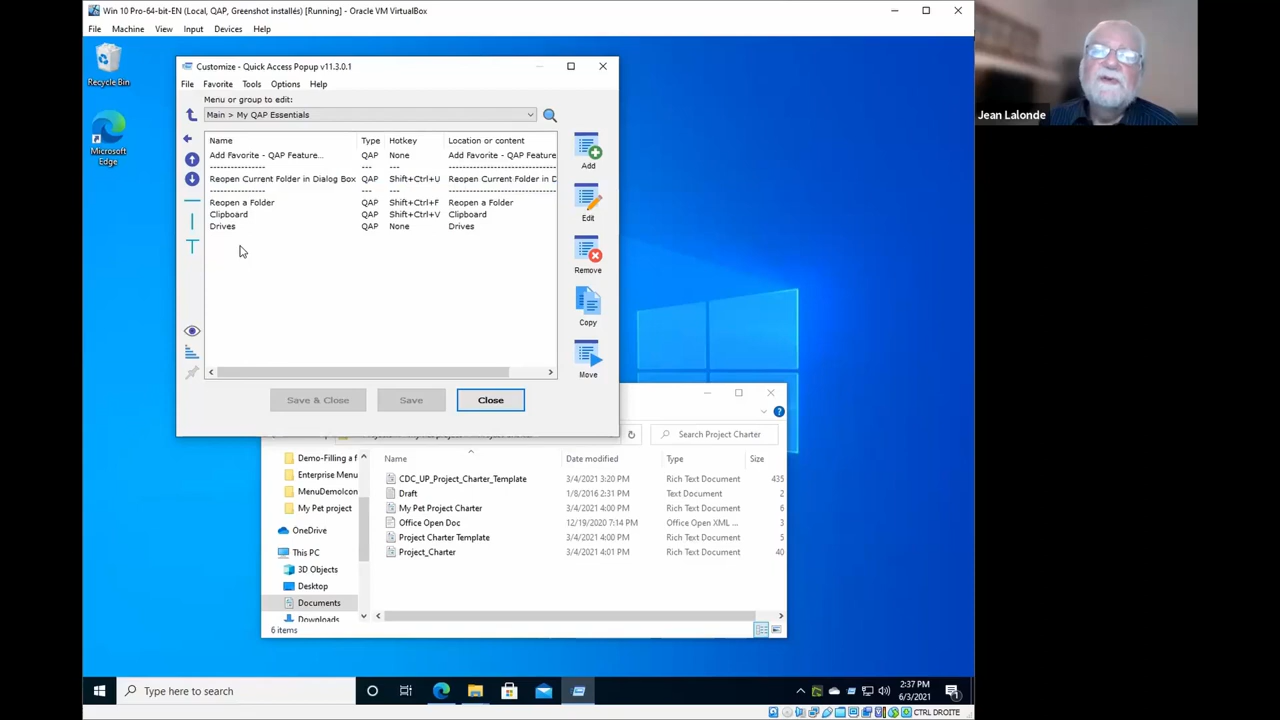 Win 10 Pro-64-bit-EN (Local, QAP, Greenshot installés) [Running] - Oracle VM VirtualBox
File Machine View Input Devices Help
Recycle Bin
Microsoft
Edge
Customize - Quick Access Popup v11.3.0.1
File Favorite Tools Options Help
Menu or group to edit:
Main > My QAP Essentials
Name Type Hotkey Location or content
Add Favorite - QAP Feature... QAP None Add Favorite - QAP Feature
---------------- --- --- ----------------
Reopen Current Folder in Dialog Box QAP Shift+Ctrl+U Reopen Current Folder in D
---------------- --- --- ----------------
Reopen a Folder QAP Shift+Ctrl+F Reopen a Folder
Clipboard QAP Shift+Ctrl+V Clipboard
Drives QAP None Drives
Add
Edit
Remove
Copy
Move
Save & Close Save Close
Search Project Charter
Name Date modified Type Size
Demo-Filling a f
Enterprise Menu
MenuDemoIcon
My Pet project
OneDrive
This PC
3D Objects
Desktop
Documents
Downloads
CDC_UP_Project_Charter_Template 3/4/2021 3:20 PM Rich Text Document 435
Draft 1/8/2016 2:31 PM Text Document 2
My Pet Project Charter 3/4/2021 4:00 PM Rich Text Document 6
Office Open Doc 12/19/2020 7:14 PM Office Open XML ... 3
Project Charter Template 3/4/2021 4:00 PM Rich Text Document 5
Project_Charter 3/4/2021 4:01 PM Rich Text Document 40
6 items
Type here to search
2:37 PM
6/3/2021
CTRL DROITE
Jean Lalonde